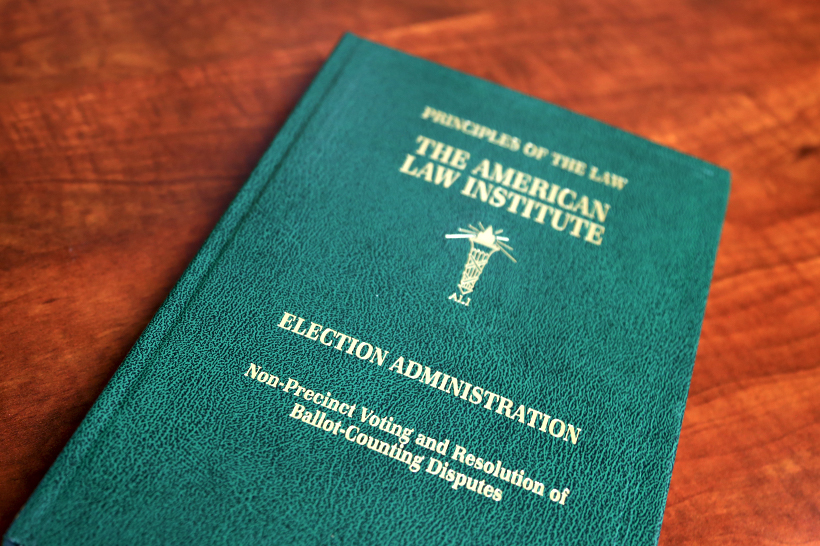 PRINCIPLES OF THE LAW
THE AMERICAN
LAW INSTITUTE
ALI
ELECTION ADMINISTRATION
Non-Precinct Voting and Resolution of
Ballot-Counting Disputes